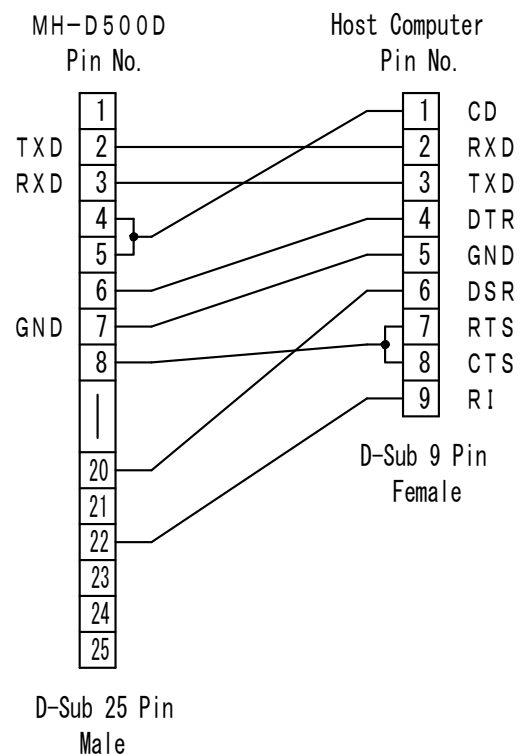 MH-D500D Host Computer
Pin No. Pin No.
1 1 CD
TXD 2 2 RXD
RXD 3 3 TXD
4 4 DTR
5 5 GND
6 6 DSR
GND 7 7 RTS
8 8 CTS
9 RI
20
21
22
23
24
25
D-Sub 9 Pin
Female
D-Sub 25 Pin
Male